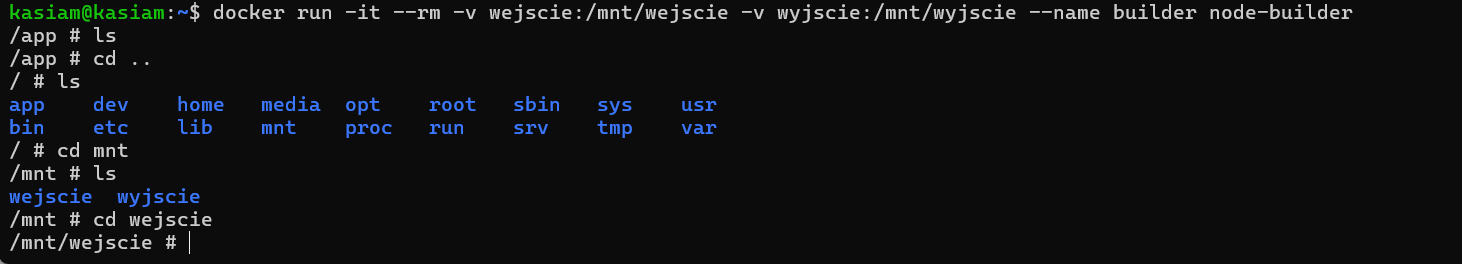 kasiam@kasiam:~$ docker run -it --rm -v wejscie:/mnt/wejscie -v wyjscie:/mnt/wyjscie --name builder node-builder
/app # ls
/app # cd ..
/ # ls
app    dev    home   media  opt    root   sbin   sys    usr
bin    etc    lib    mnt    proc   run    srv    tmp    var
/ # cd mnt
/mnt # ls
wejscie  wyjscie
/mnt # cd wejscie
/mnt/wejscie #